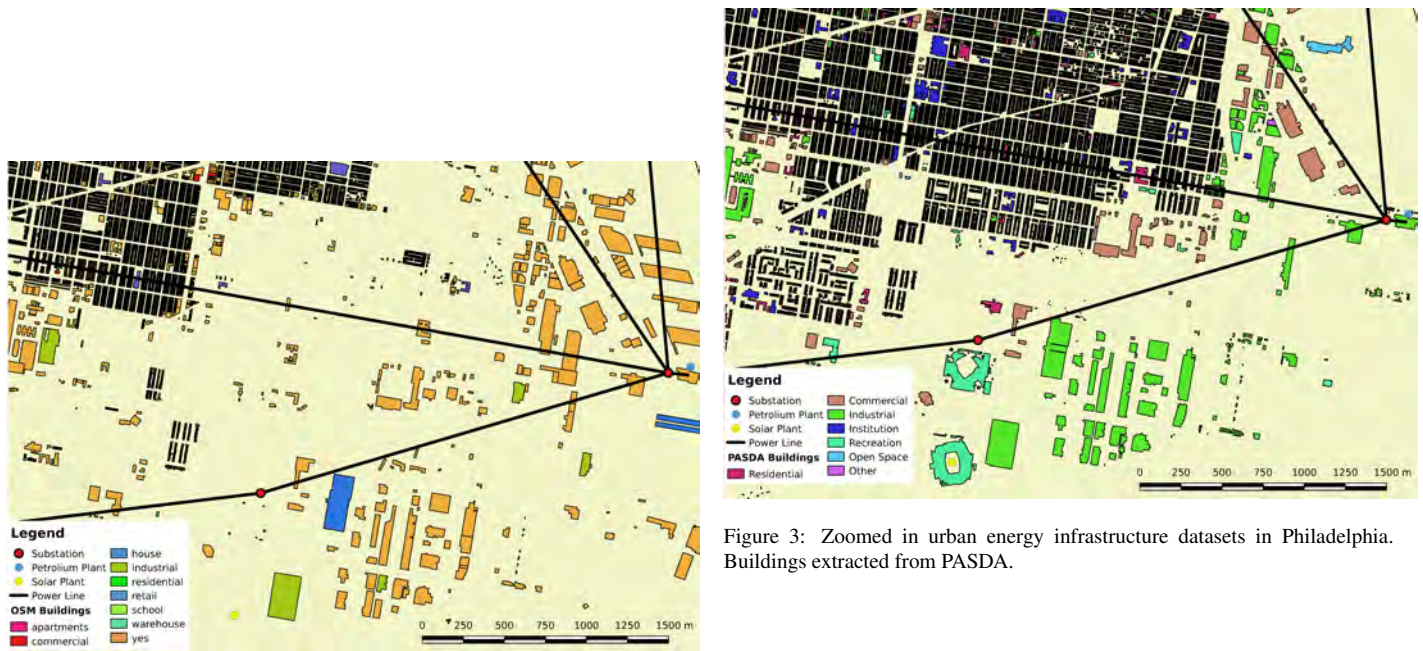 Legend
Substation
Petrolium Plant
Solar Plant
Power Line
OSM Buildings
apartments
commercial
house
industrial
residential
retail
school
warehouse
yes
0 250 500 750 1000 1250 1500 m
Legend
Substation
Petrolium Plant
Solar Plant
Power Line
PASDA Buildings
Residential
Commercial
Industrial
Institution
Recreation
Open Space
Other
0 250 500 750 1000 1250 1500 m
Figure 3: Zoomed in urban energy infrastructure datasets in Philadelphia.
Buildings extracted from PASDA.